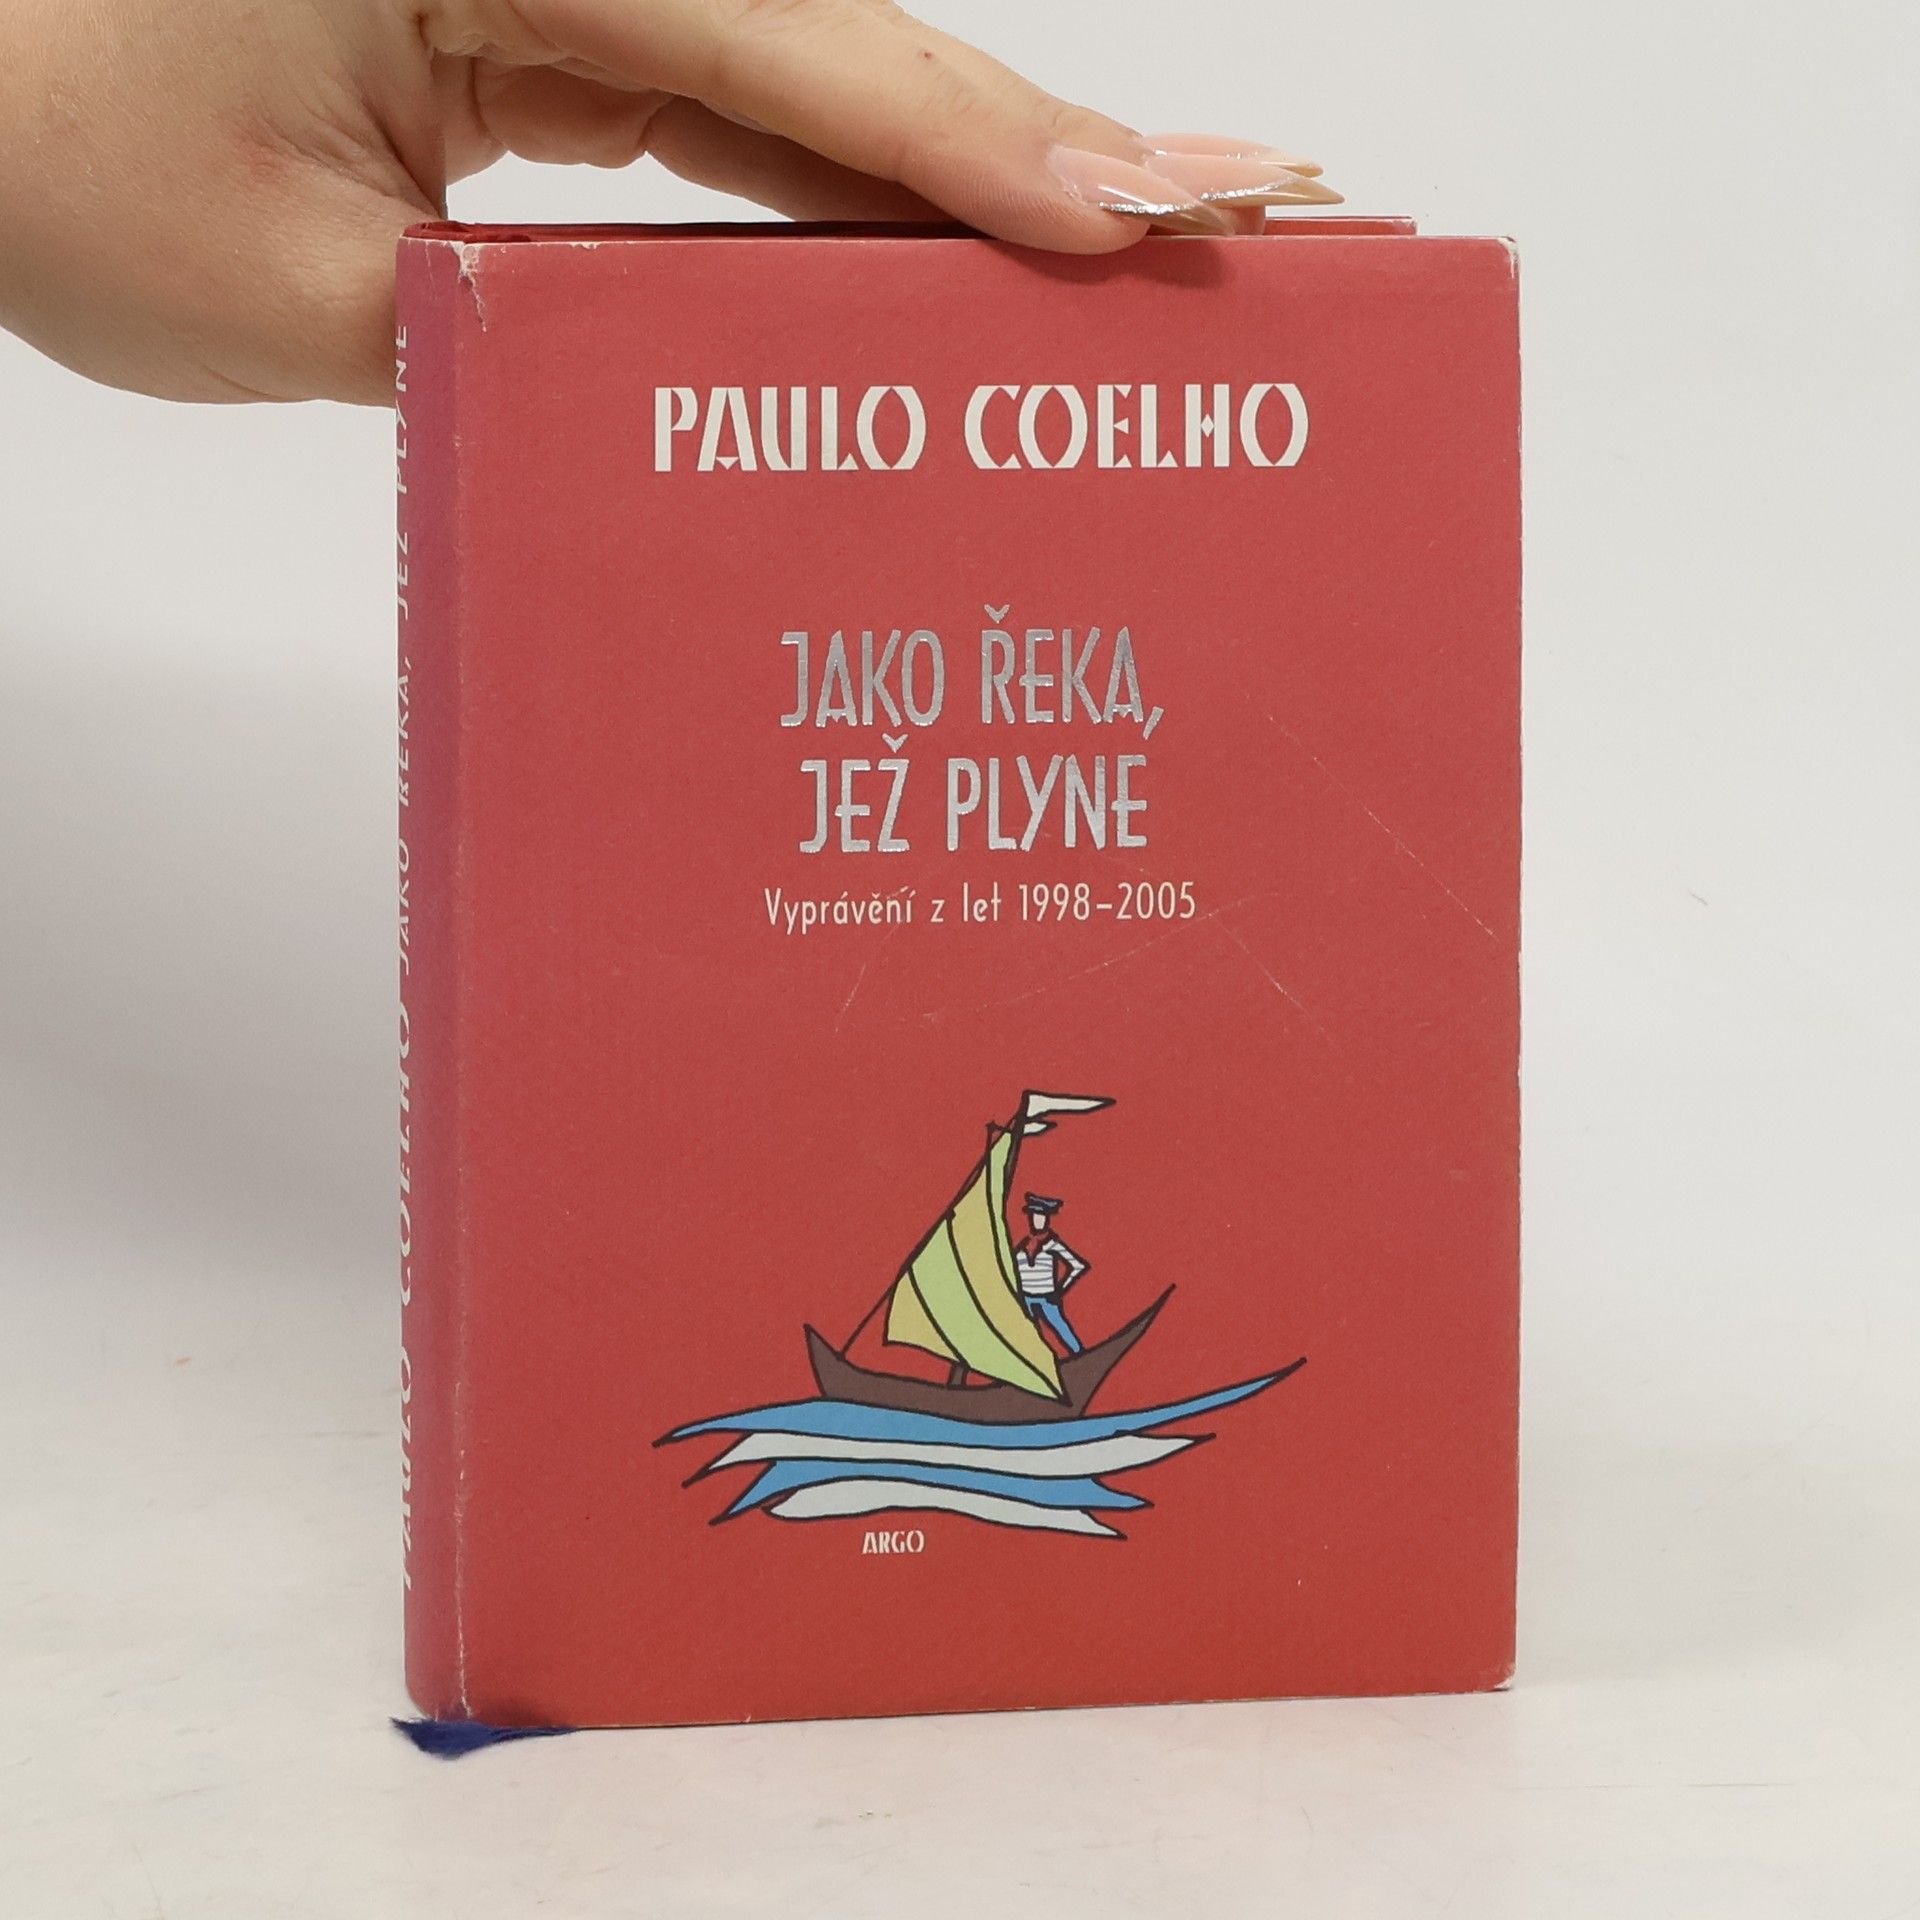 PAULO COELHO
JAKO ŘEKA,
JEŽ PLYNE
Vyprávění z let 1998–2005
ARGO
PAULO COELHO JAKO ŘEKA, JEŽ PLYNE